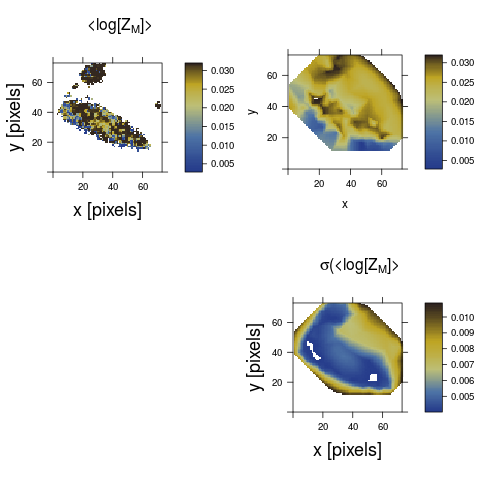 <log[Z_M]>
60
40
20
20 40 60
y [pixels]
x [pixels]
0.030
0.025
0.020
0.015
0.010
0.005
60
40
20
20 40 60
y
x
0.030
0.025
0.020
0.015
0.010
0.005
σ(<log[Z_M]>
60
40
20
20 40 60
y [pixels]
x [pixels]
0.010
0.009
0.008
0.007
0.006
0.005